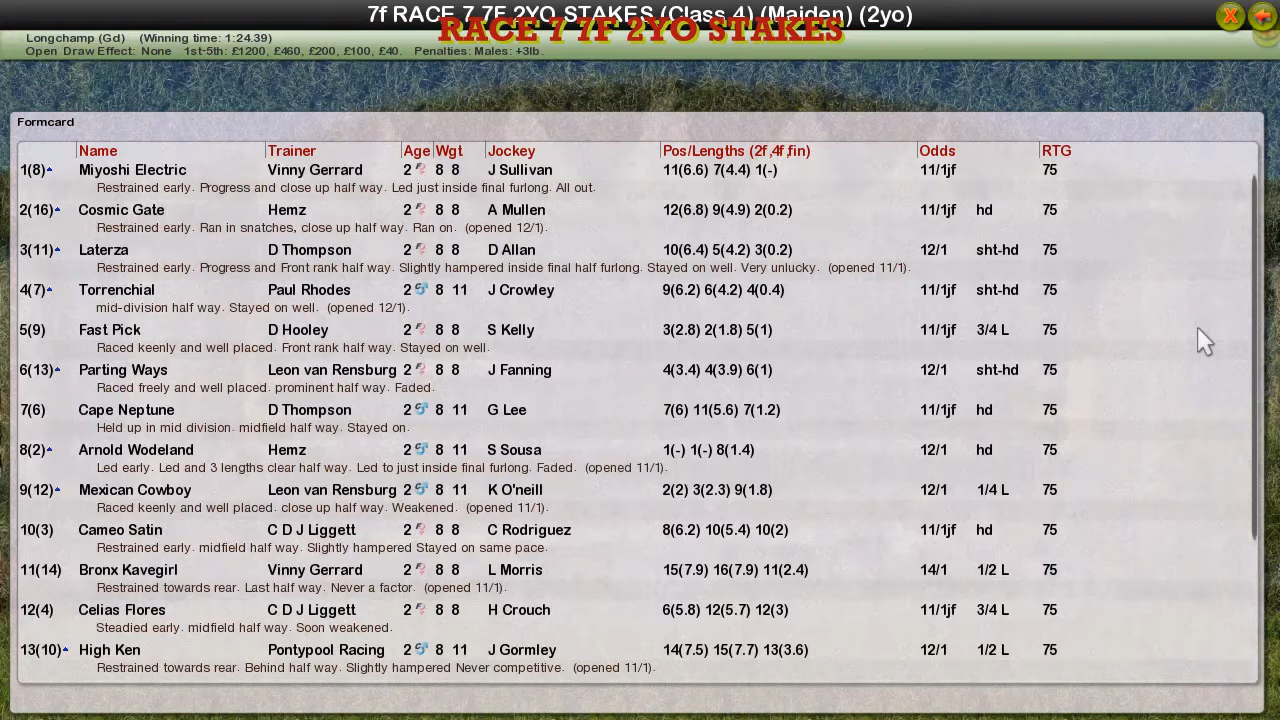 7f RACE 7 7F 2YO STAKES (Class 4) (Maiden) (2yo)
RACE 7 7F 2YO STAKES
Longchamp (Gd) (Winning time: 1:24.39)
Open Draw Effect: None 1st-5th: £1200, £460, £200, £100, £40. Penalties: Males: +3lb.
Formcard
Name Trainer Age Wgt Jockey Pos/Lengths (2f,4f,fin) Odds RTG
1(8) Miyoshi Electric Vinny Gerrard 2 8 8 J Sullivan 11(6.6) 7(4.4) 1(-) 11/1jf 75
Restrained early. Progress and close up half way. Led just inside final furlong. All out.
2(16) Cosmic Gate Hemz 2 8 8 A Mullen 12(6.8) 9(4.9) 2(0.2) 11/1jf hd 75
Restrained early. Ran in snatches, close up half way. Ran on. (opened 12/1).
3(11) Laterza D Thompson 2 8 8 D Allan 10(6.4) 5(4.2) 3(0.2) 12/1 sht-hd 75
Restrained early. Progress and Front rank half way. Slightly hampered inside final half furlong. Stayed on well. Very unlucky. (opened 11/1).
4(7) Torrenchial Paul Rhodes 2 8 11 J Crowley 9(6.2) 6(4.2) 4(0.4) 11/1jf sht-hd 75
mid-division half way. Stayed on well. (opened 12/1).
5(9) Fast Pick D Hooley 2 8 8 S Kelly 3(2.8) 2(1.8) 5(1) 11/1jf 3/4 L 75
Raced keenly and well placed. Front rank half way. Stayed on well.
6(13) Parting Ways Leon van Rensburg 2 8 8 J Fanning 4(3.4) 4(3.9) 6(1) 12/1 sht-hd 75
Raced freely and well placed. prominent half way. Faded.
7(6) Cape Neptune D Thompson 2 8 11 G Lee 7(6) 11(5.6) 7(1.2) 11/1jf hd 75
Held up in mid division. midfield half way. Stayed on.
8(2) Arnold Wodeland Hemz 2 8 11 S Sousa 1(-) 1(-) 8(1.4) 12/1 hd 75
Led early. Led and 3 lengths clear half way. Led to just inside final furlong. Faded. (opened 11/1).
9(12) Mexican Cowboy Leon van Rensburg 2 8 11 K O'neill 2(2) 3(2.3) 9(1.8) 12/1 1/4 L 75
Raced keenly and well placed. close up half way. Weakened. (opened 11/1).
10(3) Cameo Satin C D J Liggett 2 8 8 C Rodriguez 8(6.2) 10(5.4) 10(2) 11/1jf hd 75
Restrained early. midfield half way. Slightly hampered Stayed on same pace.
11(14) Bronx Kavegirl Vinny Gerrard 2 8 8 L Morris 15(7.9) 16(7.9) 11(2.4) 14/1 1/2 L 75
Restrained towards rear. Last half way. Never a factor. (opened 11/1).
12(4) Celias Flores C D J Liggett 2 8 8 H Crouch 6(5.8) 12(5.7) 12(3) 11/1jf 3/4 L 75
Steadied early. midfield half way. Soon weakened.
13(10) High Ken Pontypool Racing 2 8 11 J Gormley 14(7.5) 15(7.7) 13(3.6) 12/1 1/2 L 75
Restrained towards rear. Behind half way. Slightly hampered Never competitive. (opened 11/1).